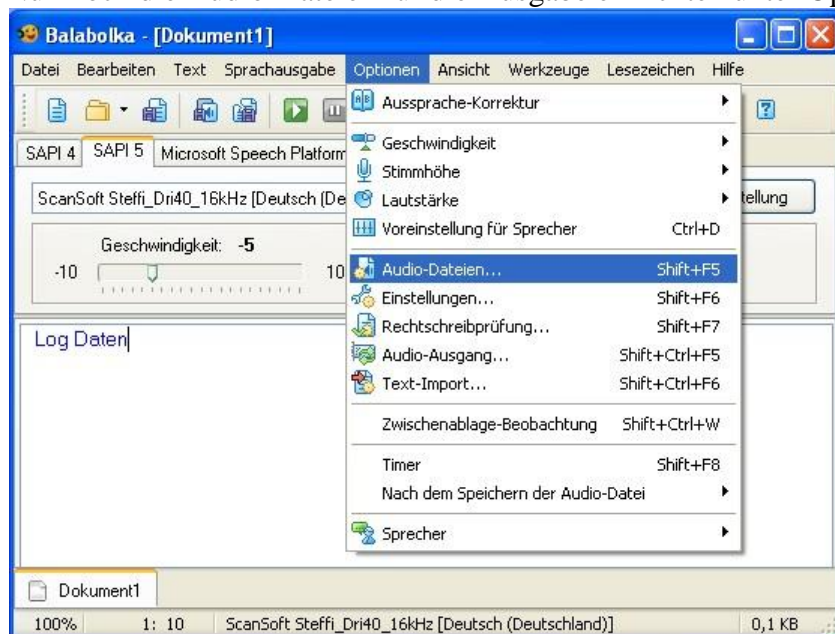 Balabolka - [Dokument1]
Datei Bearbeiten Text Sprachausgabe Optionen Ansicht Werkzeuge Lesezeichen Hilfe
Aussprache-Korrektur
SAPI 4 SAPI 5 Microsoft Speech Platform
Geschwindigkeit
Stimmhöhe
ScanSoft Steffi_Dri40_16kHz [Deutsch (De
Lautstärke
Voreinstellung für Sprecher Ctrl+D
Geschwindigkeit: -5
-10 10
Audio-Dateien... Shift+F5
Einstellungen... Shift+F6
Rechtschreibprüfung... Shift+F7
Log Daten
Audio-Ausgang... Shift+Ctrl+F5
Text-Import... Shift+Ctrl+F6
Zwischenablage-Beobachtung Shift+Ctrl+W
Timer Shift+F8
Nach dem Speichern der Audio-Datei
Sprecher
Dokument1
100% 1: 10 ScanSoft Steffi_Dri40_16kHz [Deutsch (Deutschland)] 0,1 KB